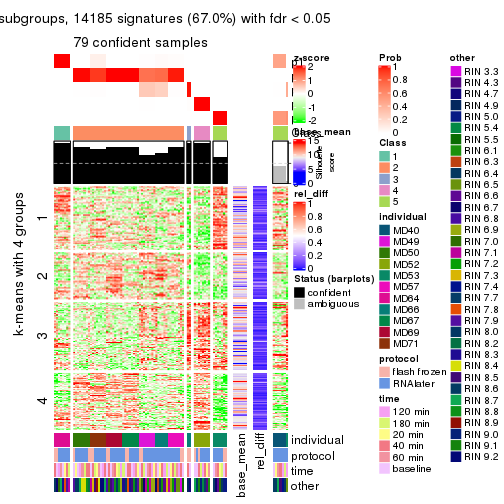 subgroups, 14185 signatures (67.0%) with fdr < 0.05
79 confident samples
k-means with 4 groups
1
2
3
4
base_mean
rel_diff
individual
protocol
time
other
z-score
2
1
0
-1
-2
base_mean
15
10
5
0
silhouette
score
rel_diff
1
0.8
0.6
0.4
0.2
0
Status (barplots)
confident
ambiguous
Prob
1
0.8
0.6
0.4
0.2
0
Class
1
2
3
4
5
individual
MD40
MD49
MD50
MD52
MD53
MD57
MD64
MD66
MD67
MD69
MD71
protocol
flash frozen
RNAlater
time
120 min
180 min
20 min
40 min
60 min
baseline
other
RIN 3.3
RIN 4.3
RIN 4.7
RIN 4.9
RIN 5.0
RIN 5.4
RIN 5.5
RIN 6.1
RIN 6.3
RIN 6.4
RIN 6.5
RIN 6.6
RIN 6.7
RIN 6.8
RIN 6.9
RIN 7.0
RIN 7.1
RIN 7.2
RIN 7.3
RIN 7.4
RIN 7.7
RIN 7.8
RIN 7.9
RIN 8.0
RIN 8.2
RIN 8.3
RIN 8.4
RIN 8.5
RIN 8.6
RIN 8.7
RIN 8.8
RIN 8.9
RIN 9.0
RIN 9.1
RIN 9.2